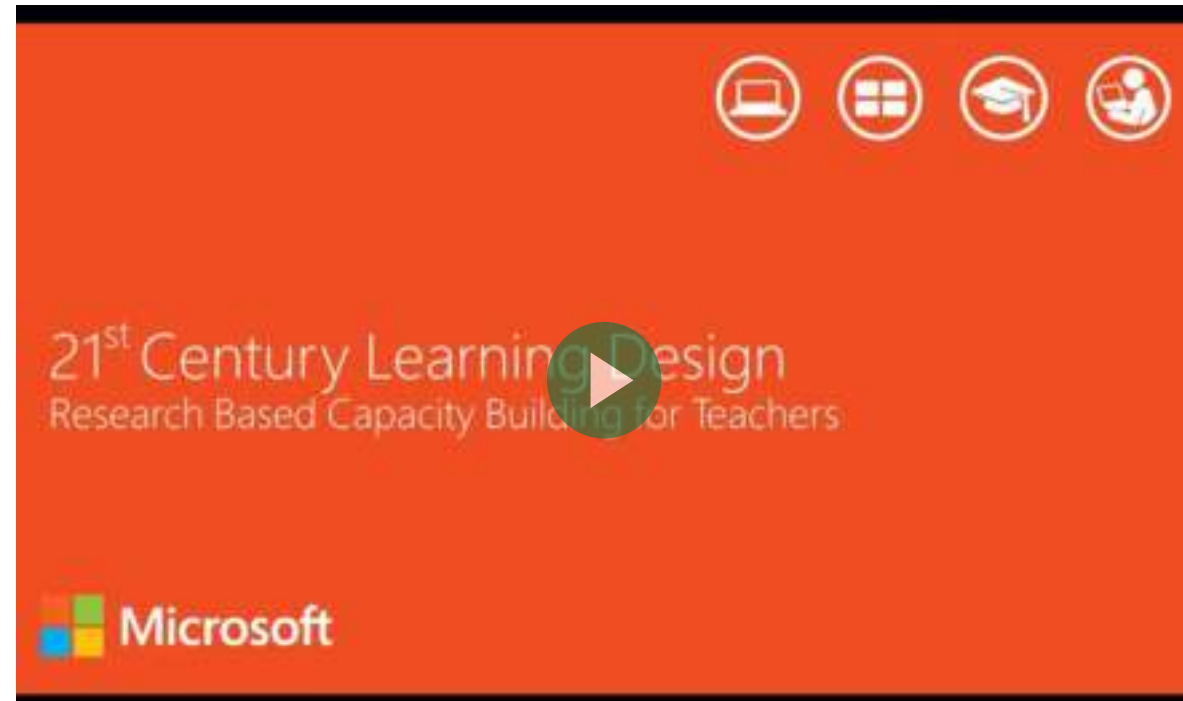 21st Century Learning Design
Research Based Capacity Building for Teachers
Microsoft